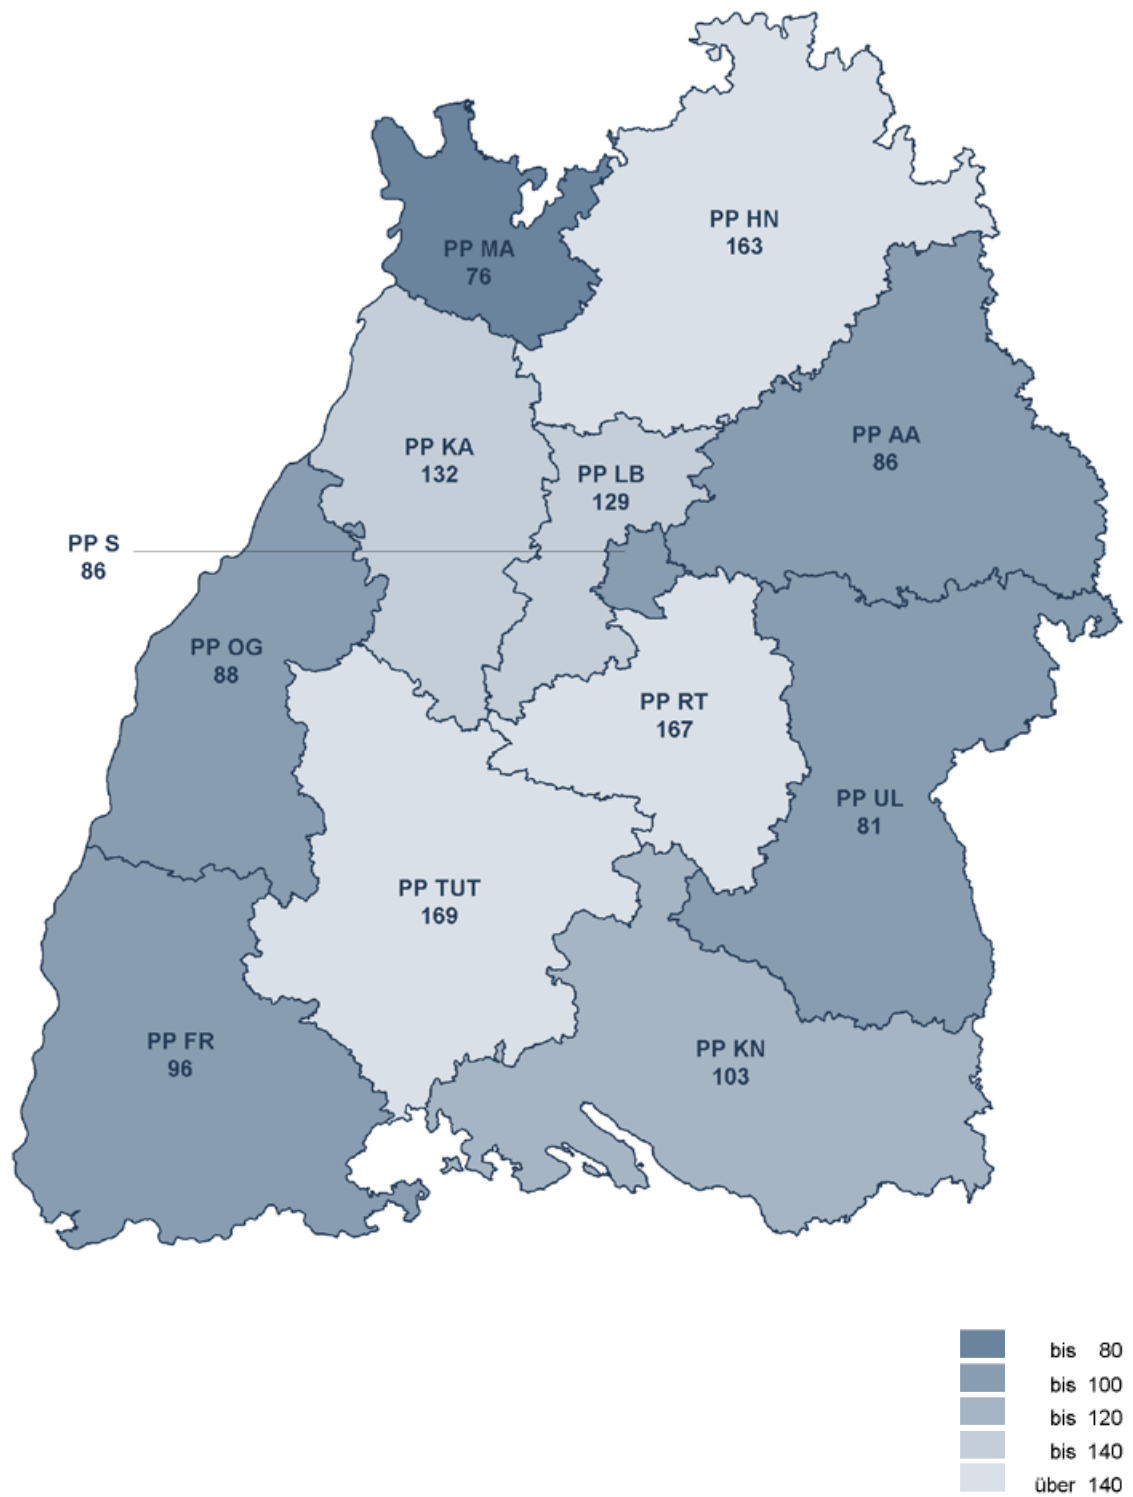 PP HN
163
PP MA
76
PP AA
86
PP KA
132
PP LB
129
PP S
86
PP OG
88
PP RT
167
PP UL
81
PP TUT
169
PP FR
96
PP KN
103
bis 80
bis 100
bis 120
bis 140
über 140